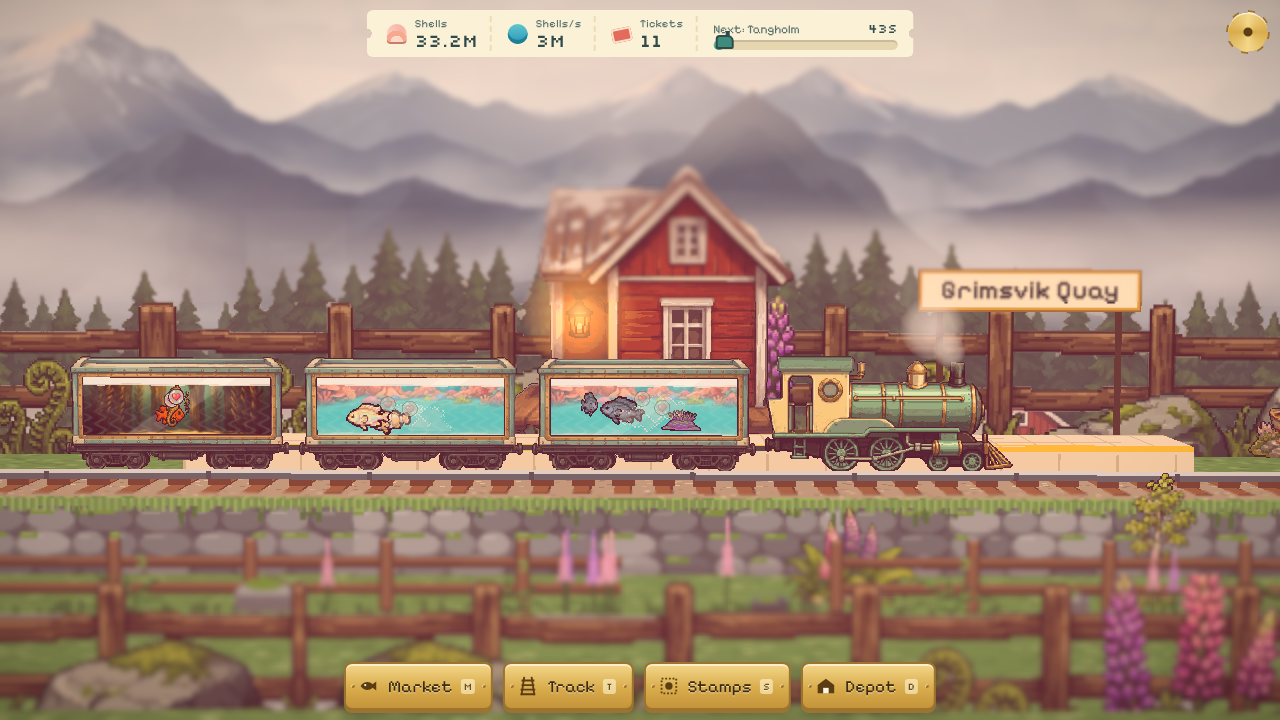 Shells
33.2M
Shells/s
3M
Tickets
11
Next: Tangholm
43S
Grimsvik Quay
Market M
Track T
Stamps S
Depot D